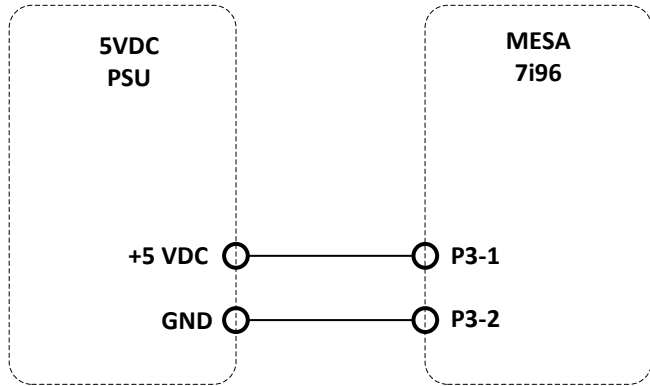 5VDC
PSU
MESA
7i96
+5 VDC
P3-1
GND
P3-2